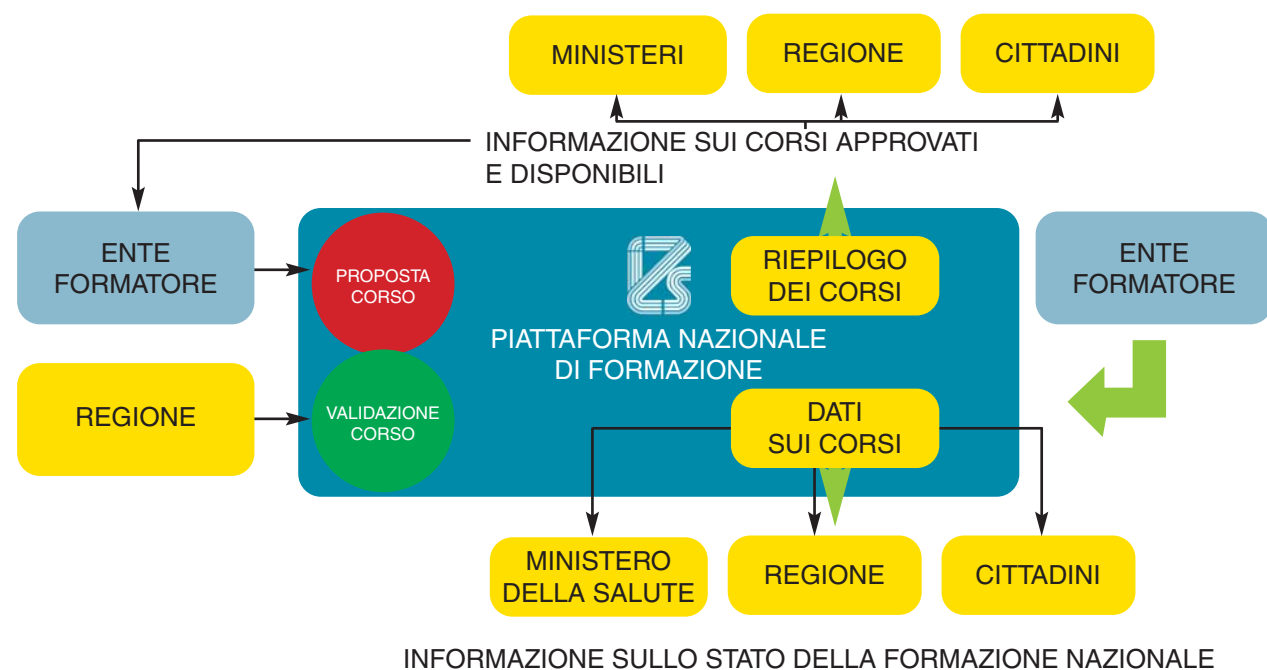 MINISTERI
REGIONE
CITTADINI
INFORMAZIONE SUI CORSI APPROVATI
E DISPONIBILI
ENTE
FORMATORE
PROPOSTA
CORSO
IZS
RIEPILOGO
DEI CORSI
ENTE
FORMATORE
PIATTAFORMA NAZIONALE
DI FORMAZIONE
REGIONE
VALIDAZIONE
CORSO
DATI
SUI CORSI
MINISTERO
DELLA SALUTE
REGIONE
CITTADINI
INFORMAZIONE SULLO STATO DELLA FORMAZIONE NAZIONALE